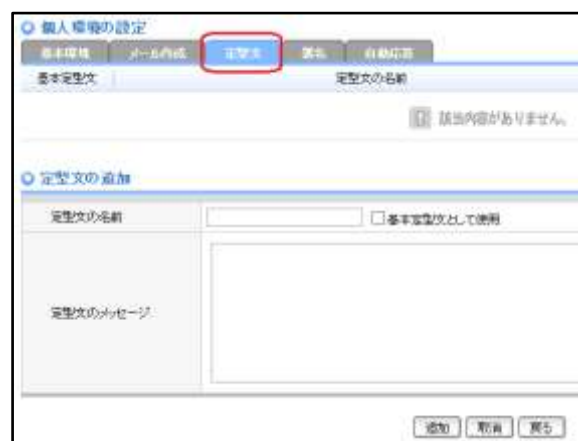 個人環境の設定
基本環境 メール作成 定型文 署名 自動応答
基本定型文 定型文の名前
該当内容がありません。
定型文の追加
定型文の名前 基本定型文として使用
定型文のメッセージ
追加 取消 戻る